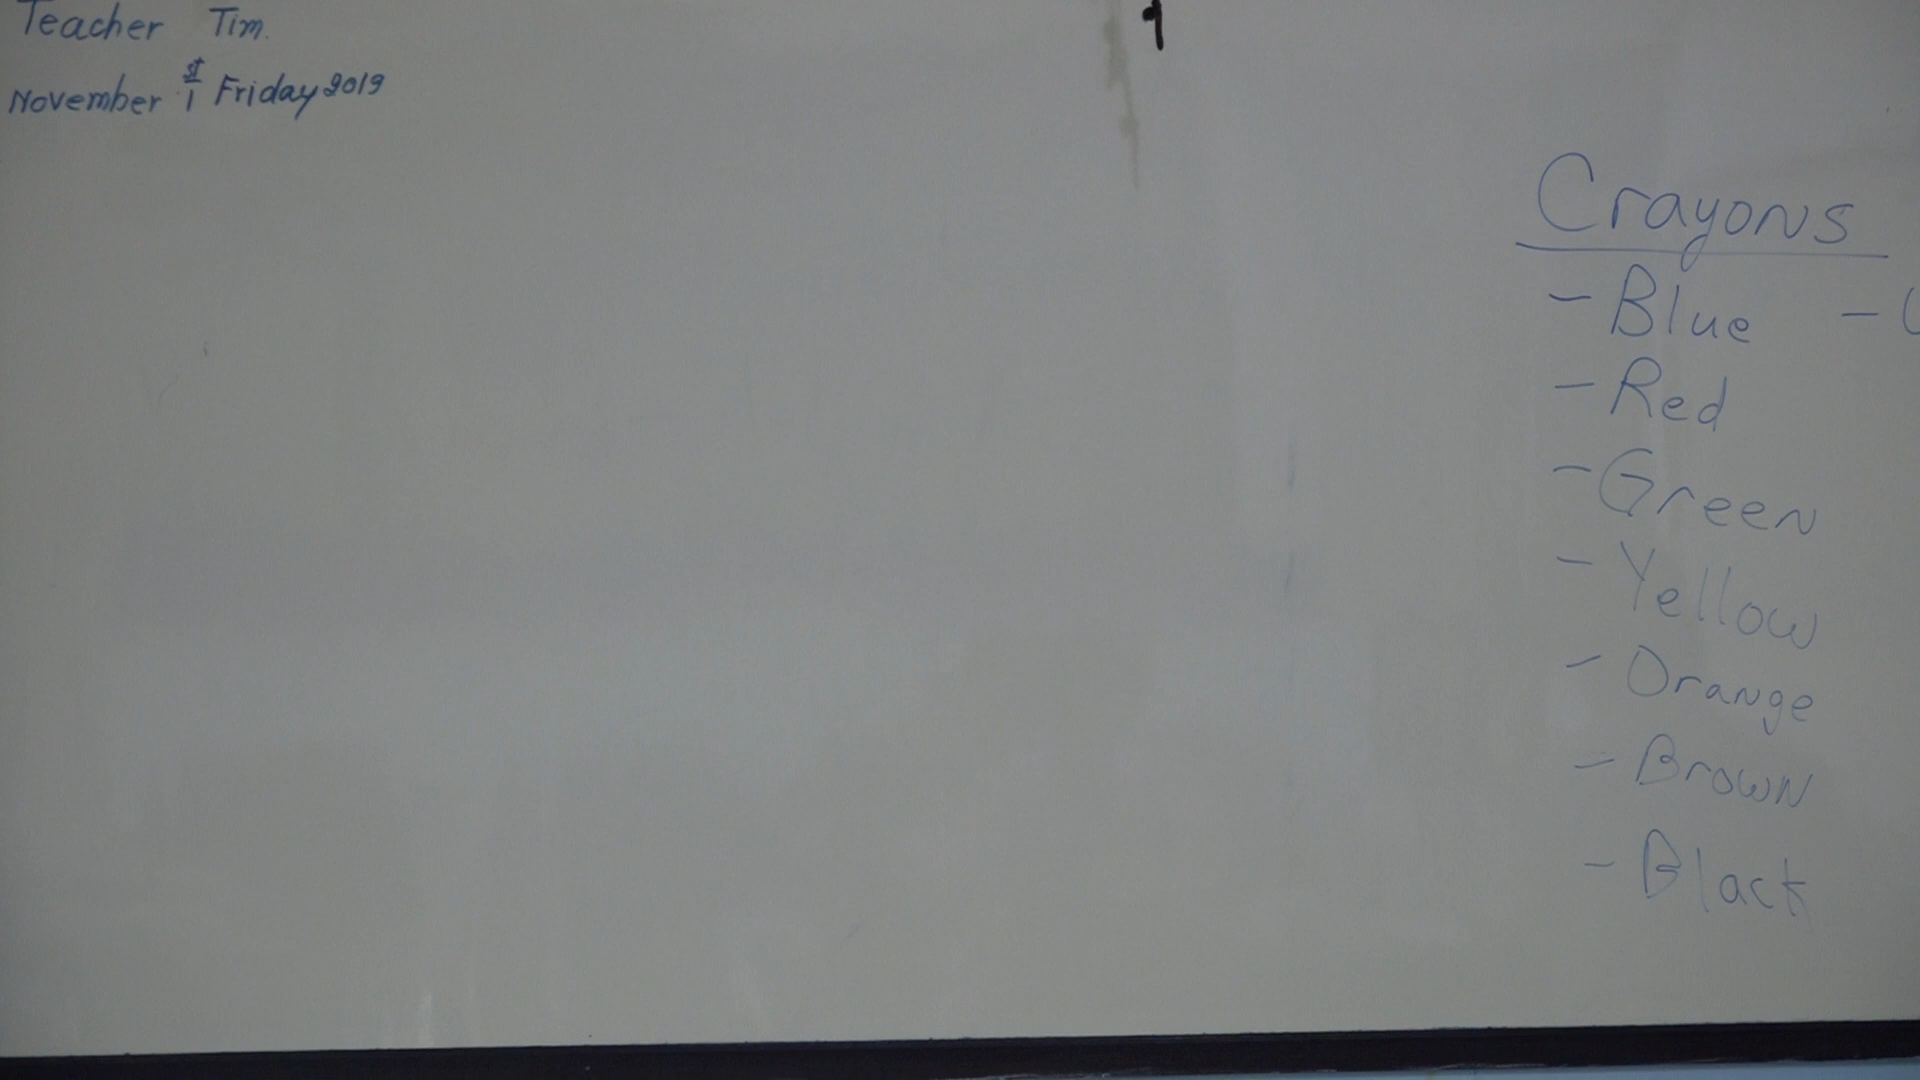 Teacher Tim.
November 1st Friday 2019
Crayons
- Blue -
- Red
- Green
- Yellow
- Orange
- Brown
- Black